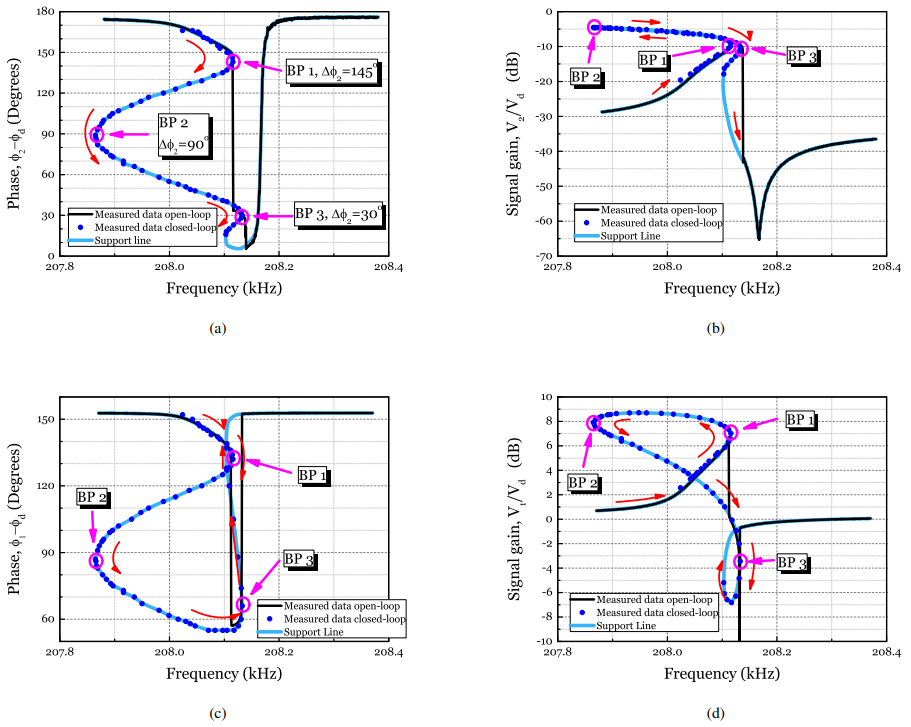 180
150
120
90
60
30
0
Phase, ϕ₂−ϕd (Degrees)
BP 1, Δϕ₂=145°
BP 2
Δϕ₂=90°
BP 3, Δϕ₂=30°
Measured data open-loop
Measured data closed-loop
Support line
207.8 208.0 208.2 208.4
Frequency (kHz)
(a)
0
-10
-20
-30
-40
-50
-60
-70
Signal gain, V₂/Vd (dB)
BP 1
BP 3
BP 2
Measured data open-loop
Measured data closed-loop
Support Line
207.8 208.0 208.2 208.4
Frequency (kHz)
(b)
150
120
90
60
Phase, ϕ₁−ϕd (Degrees)
BP 1
BP 2
BP 3
Measured data open-loop
Measured data closed-loop
Support Line
207.8 208.0 208.2 208.4
Frequency (kHz)
(c)
10
8
6
4
2
0
-2
-4
-6
-8
-10
Signal gain, V₁/Vd (dB)
BP 1
BP 2
BP 3
Measured data open-loop
Measured data closed-loop
Support Line
207.8 208.0 208.2 208.4
Frequency (kHz)
(d)